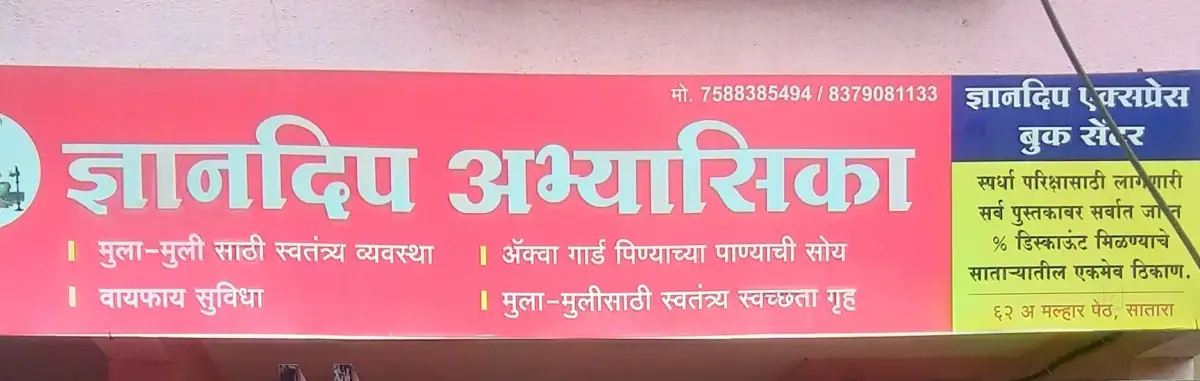 मो. 7588385494 / 8379081133
ज्ञानदिप अभ्यासिका
मुला-मुली साठी स्वतंत्र्य व्यवस्था
ॲक्वा गार्ड पिण्याच्या पाण्याची सोय
वायफाय सुविधा
मुला-मुलीसाठी स्वतंत्र्य स्वच्छता गृह
ज्ञानदिप एक्सप्रेस
बुक सेंटर
स्पर्धा परिक्षासाठी लागणारी
सर्व पुस्तकावर सर्वात जास्त
% डिस्काऊंट मिळण्याचे
साताऱ्यातील एकमेव ठिकाण.
६२ अ मल्हार पेठ, सातारा